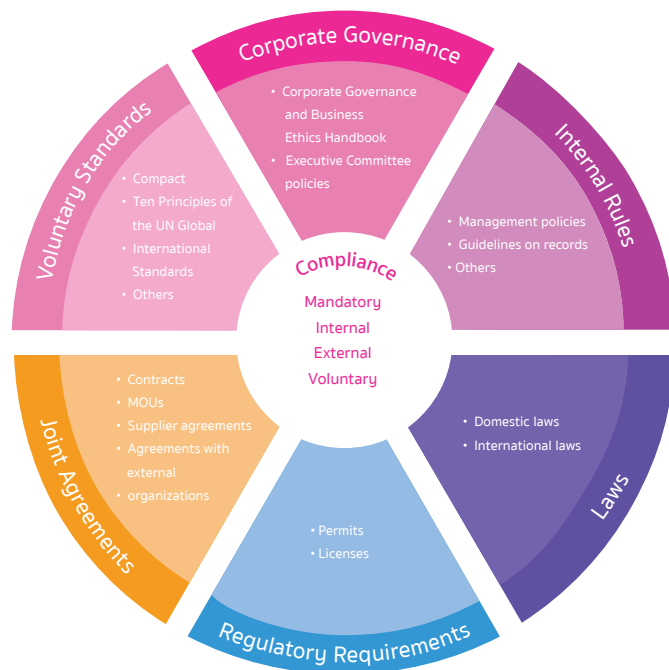 Corporate Governance
• Corporate Governance
and Business
Ethics Handbook
• Executive Committee
policies
Internal Rules
• Management policies
• Guidelines on records
• Others
Laws
• Domestic laws
• International laws
Regulatory Requirements
• Permits
• Licenses
Joint Agreements
• Contracts
• MOUs
• Supplier agreements
• Agreements with
external
• organizations
Voluntary Standards
• Compact
• Ten Principles of
the UN Global
• International
Standards
• Others
Compliance
Mandatory
Internal
External
Voluntary